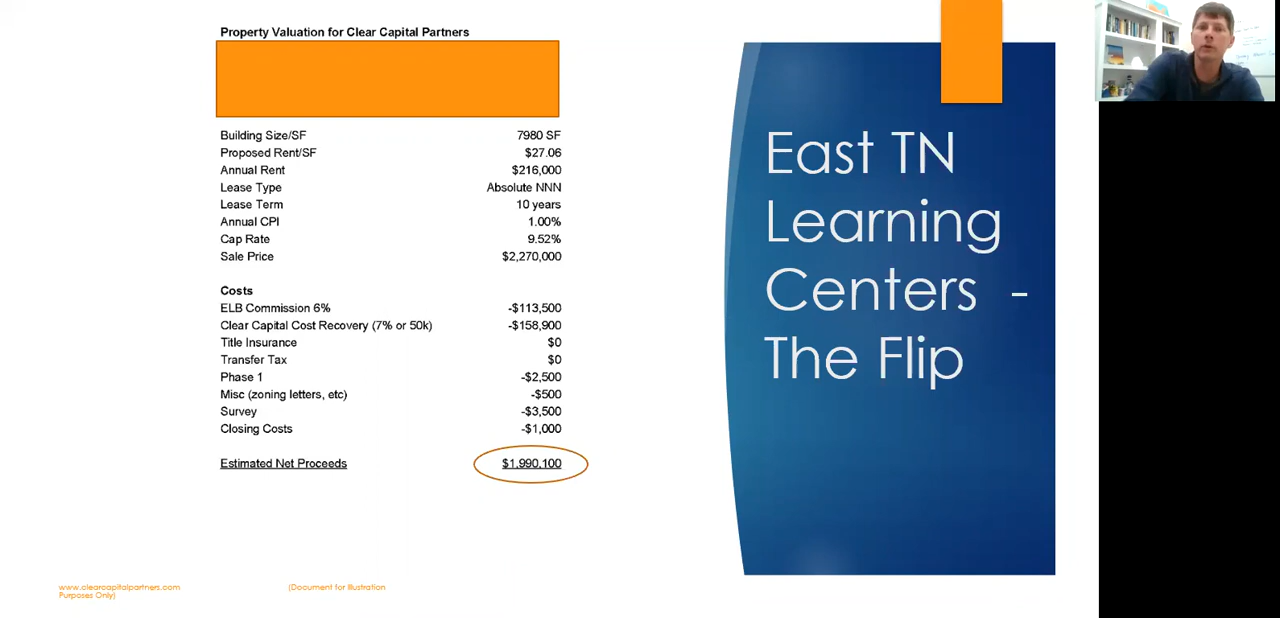 Property Valuation for Clear Capital Partners
Building Size/SF 7980 SF
Proposed Rent/SF $27.06
Annual Rent $216,000
Lease Type Absolute NNN
Lease Term 10 years
Annual CPI 1.00%
Cap Rate 9.52%
Sale Price $2,270,000
Costs
ELB Commission 6% -$113,500
Clear Capital Cost Recovery (7% or 50k) -$158,900
Title Insurance $0
Transfer Tax $0
Phase 1 -$2,500
Misc (zoning letters, etc) -$500
Survey -$3,500
Closing Costs -$1,000
Estimated Net Proceeds $1,990,100
www.clearcapitalpartners.com (Document for Illustration
Purposes Only)
East TN
Learning
Centers -
The Flip